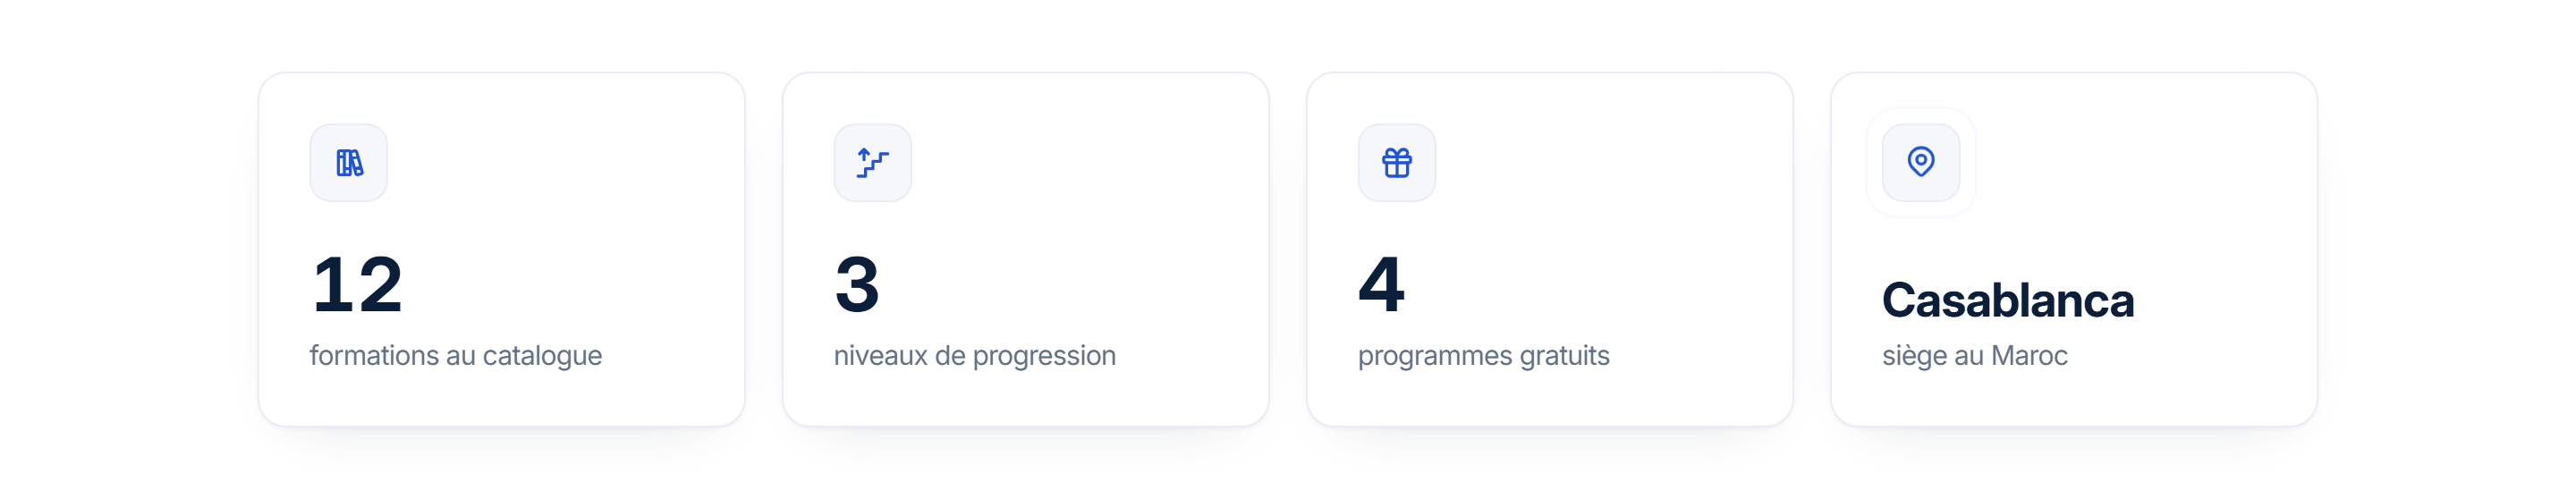 12
formations au catalogue
3
niveaux de progression
4
programmes gratuits
Casablanca
siège au Maroc